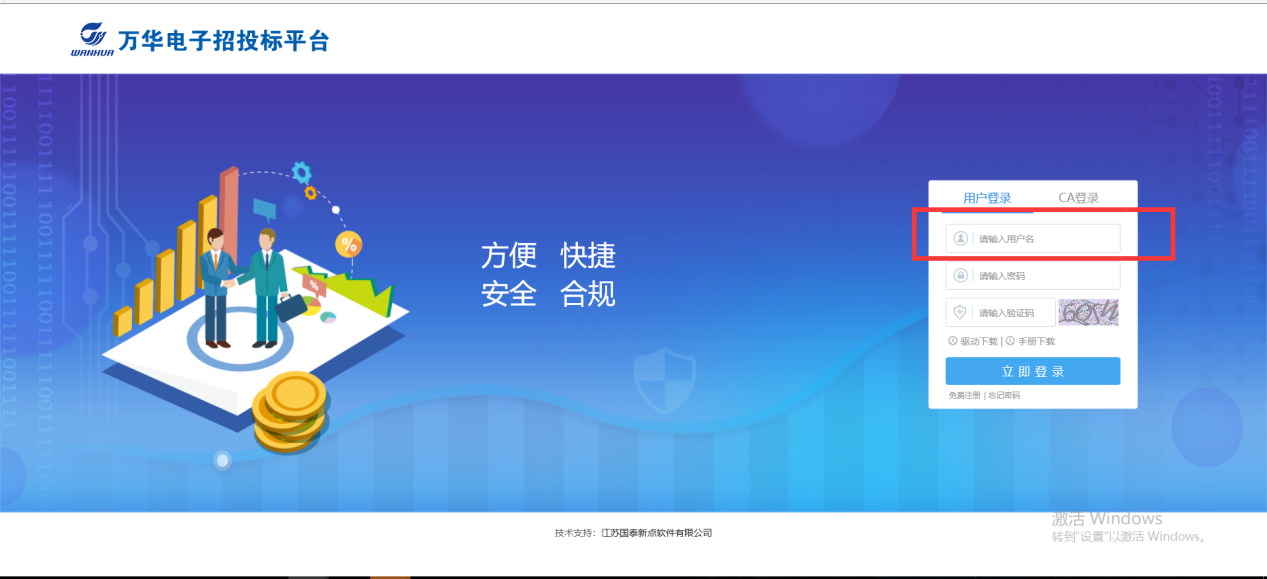 WANHUA 万华电子招投标平台
用户登录 CA登录
请输入用户名
请输入密码
请输入验证码
方便 快捷
安全 合规
%
%
驱动下载 | 手册下载
立即登录
免费注册 | 忘记密码
技术支持：江苏国泰新点软件有限公司
激活 Windows
转到"设置"以激活 Windows。